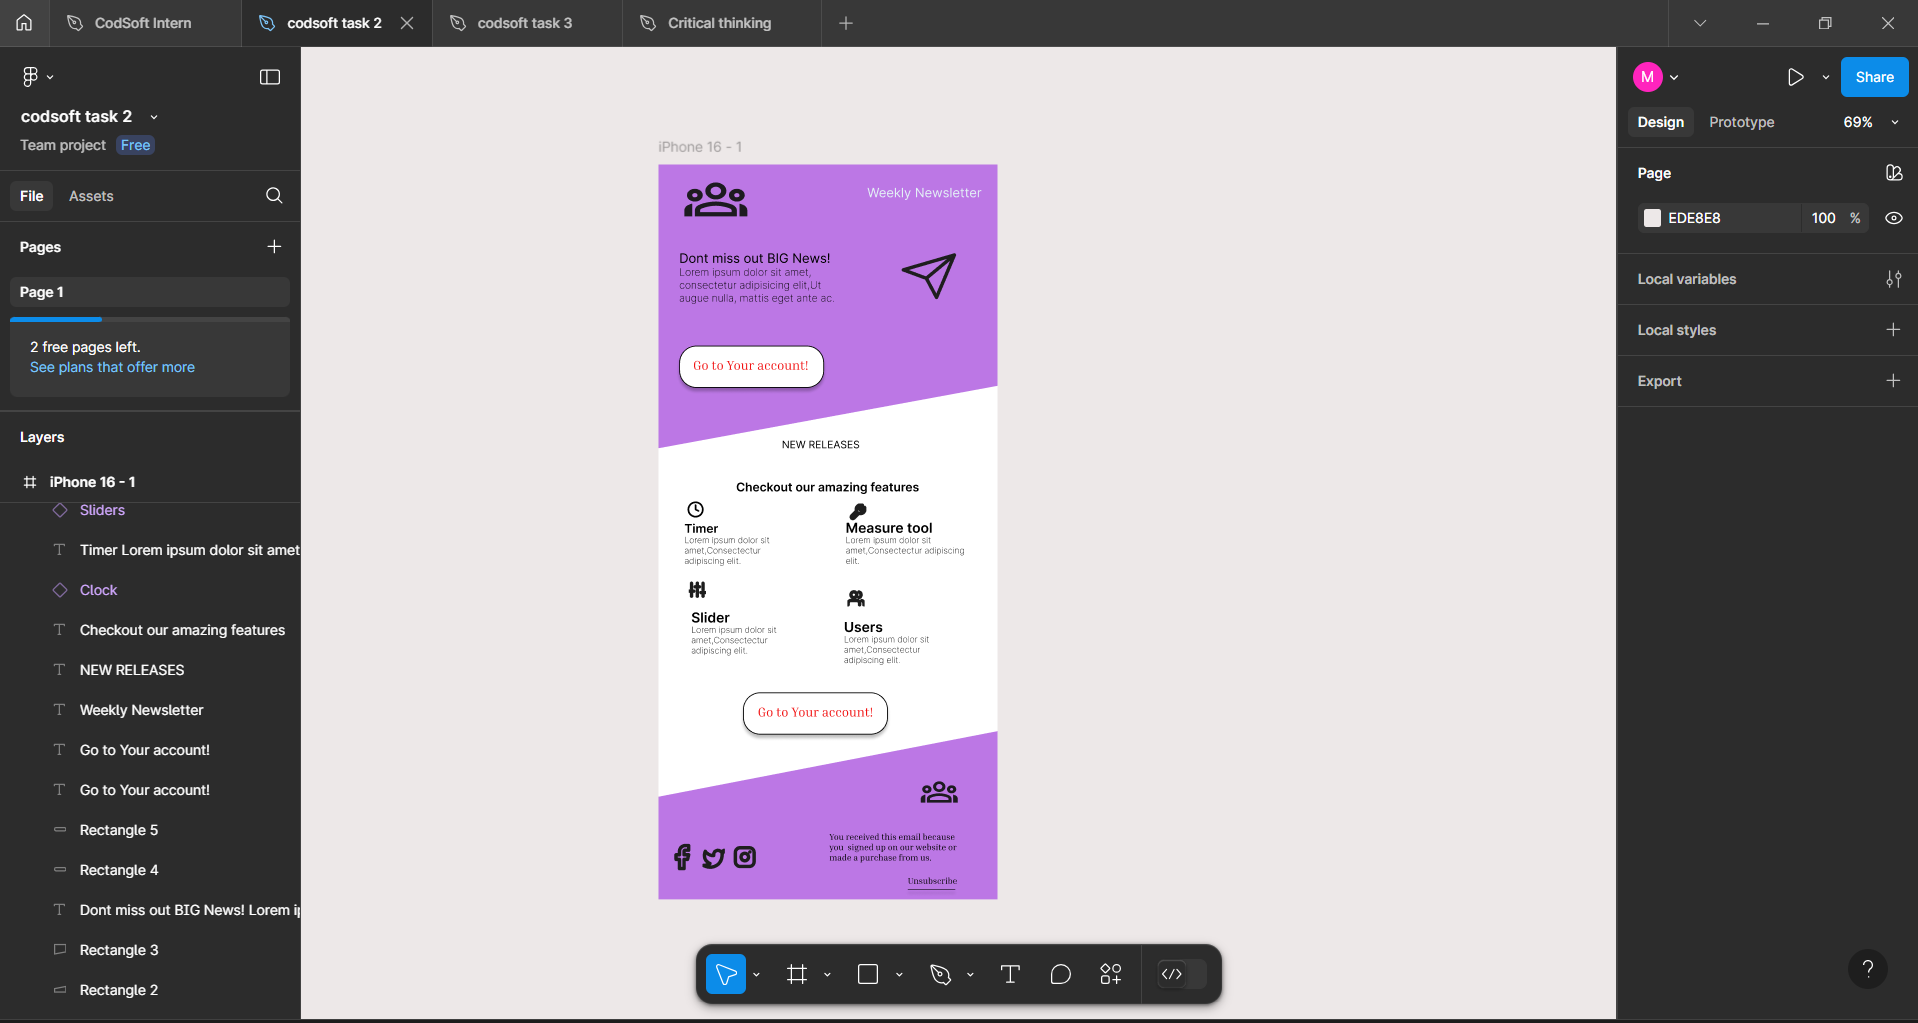 CodSoft Intern
codsoft task 2
codsoft task 3
Critical thinking
codsoft task 2
Team project Free
File Assets
Pages
Page 1
2 free pages left.
See plans that offer more
Layers
iPhone 16 - 1
Sliders
Timer Lorem ipsum dolor sit amet
Clock
Checkout our amazing features
NEW RELEASES
Weekly Newsletter
Go to Your account!
Go to Your account!
Rectangle 5
Rectangle 4
Dont miss out BIG News! Lorem ip
Rectangle 3
Rectangle 2
iPhone 16 - 1
Weekly Newsletter
Dont miss out BIG News!
Lorem ipsum dolor sit amet,
consectetur adipisicing elit,Ut
augue nulla, mattis eget ante ac.
Go to Your account!
NEW RELEASES
Checkout our amazing features
Timer
Lorem ipsum dolor sit
amet,Consectetur
adipiscing elit.
Measure tool
Lorem ipsum dolor sit
amet,Consectetur adipiscing
elit.
Slider
Lorem ipsum dolor sit
amet,Consectetur
adipiscing elit.
Users
Lorem ipsum dolor sit
amet,Consectetur
adipiscing elit.
Go to Your account!
You received this email because
you signed up on our website or
made a purchase from us.
Unsubscribe
M
Share
Design Prototype 69%
Page
EDE8E8 100 %
Local variables
Local styles
Export
?